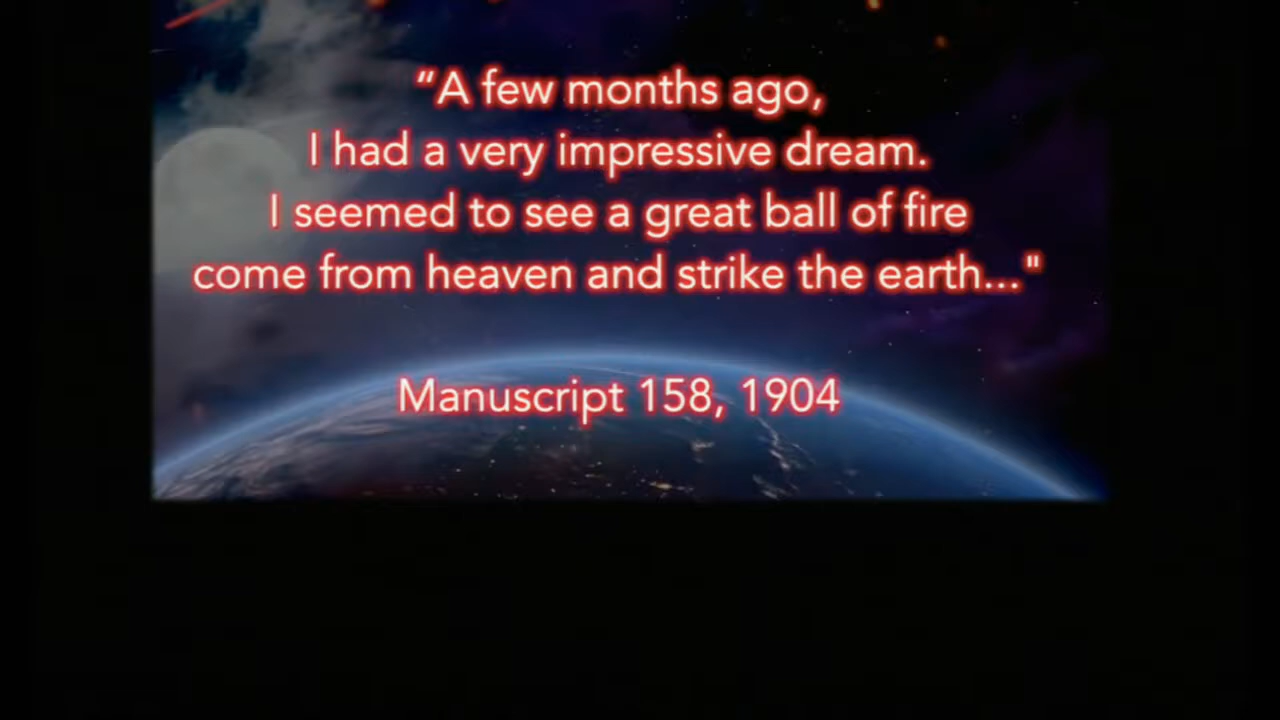 “A few months ago,
I had a very impressive dream.
I seemed to see a great ball of fire
come from heaven and strike the earth..."
Manuscript 158, 1904